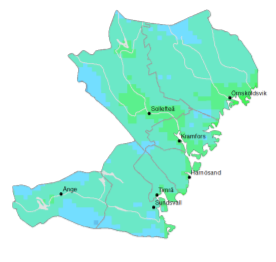 Örnsköldsvik
Sollefteå
Kramfors
Härnösand
Ånge
Timrå
Sundsvall